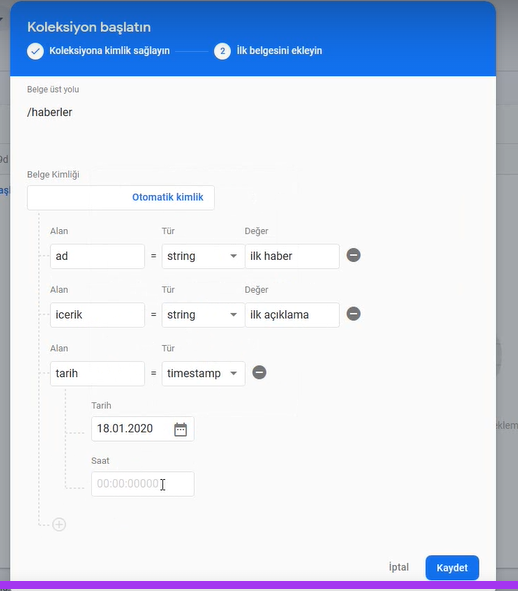 Koleksiyon başlatın
Koleksiyona kimlik sağlayın 2 İlk belgesini ekleyin
Belge üst yolu
/haberler
Belge Kimliği
Otomatik kimlik
Alan Tür Değer
ad = string ilk haber
Alan Tür Değer
icerik = string ilk açıklama
Alan Tür
tarih = timestamp
Tarih
18.01.2020
Saat
00:00:00000
İptal Kaydet